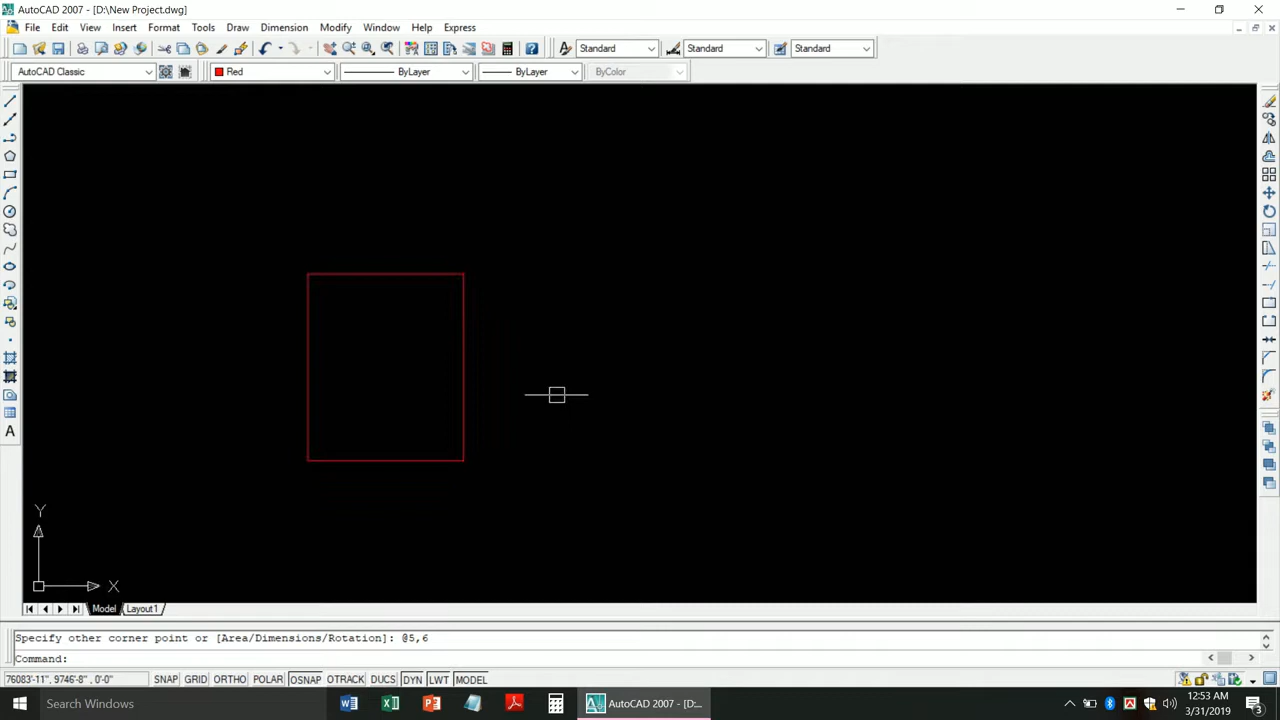 AutoCAD 2007 - [D:\New Project.dwg]
File Edit View Insert Format Tools Draw Dimension Modify Window Help Express
Standard Standard Standard
AutoCAD Classic Red ByLayer ByLayer ByColor
A
Y
X
Model Layout1
Specify other corner point or [Area/Dimensions/Rotation]: @5,6
Command:
76083'-11", 9746'-8", 0'-0" SNAP GRID ORTHO POLAR OSNAP OTRACK DUCS DYN LWT MODEL
Search Windows
AutoCAD 2007 - [D:...
12:53 AM
3/31/2019
3